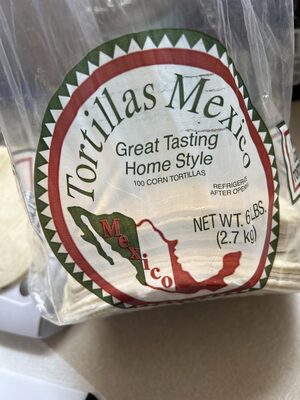 Tortillas Mexico
Great Tasting
Home Style
100 CORN TORTILLAS
REFRIGERATE
AFTER OPENING
NET WT. 6 LBS.
(2.7 kg)
Mexico